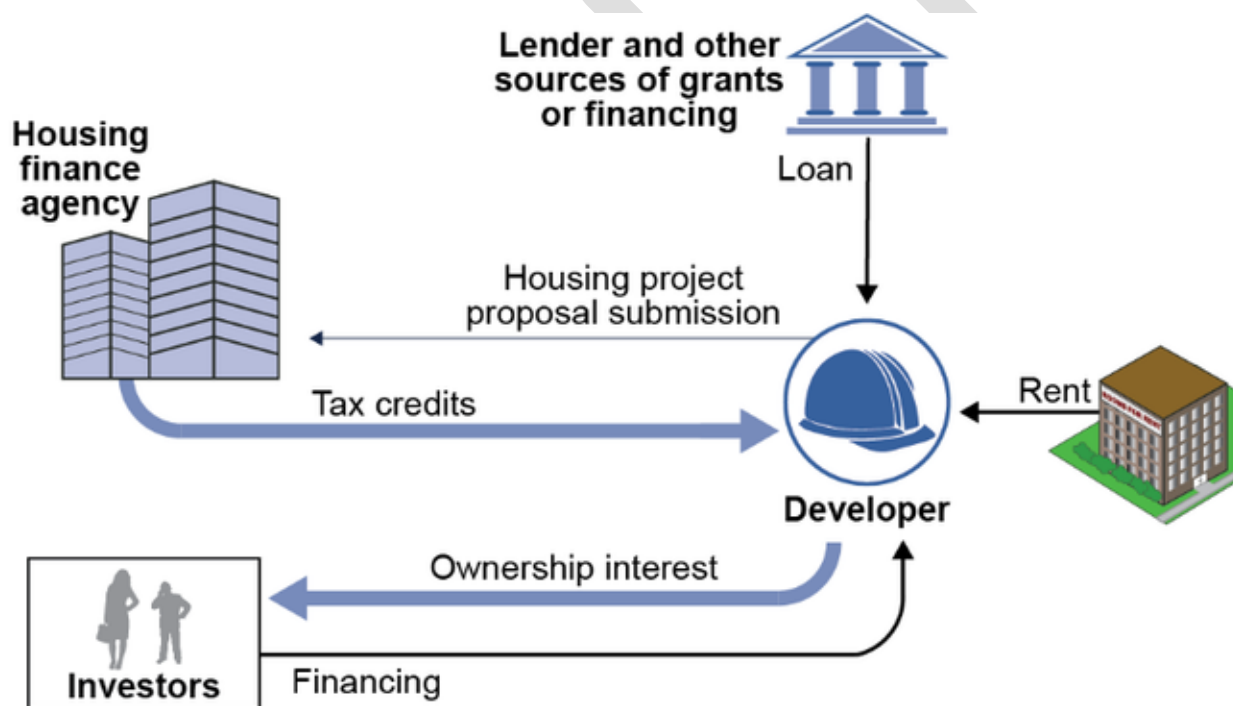 Lender and other
sources of grants
or financing
Housing
finance
agency
Loan
Housing project
proposal submission
Tax credits
Rent
Developer
Ownership interest
Investors
Financing